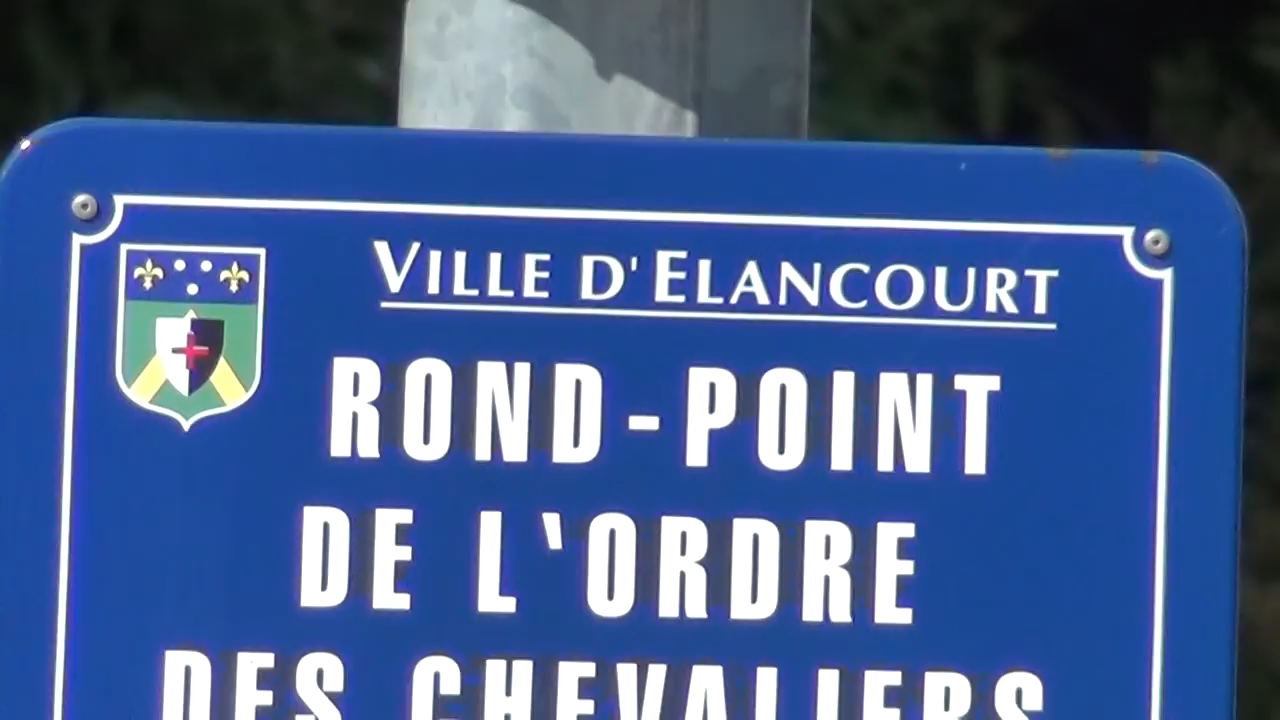 VILLE D'ELANCOURT
ROND-POINT
DE L'ORDRE
DES CHEVALIERS